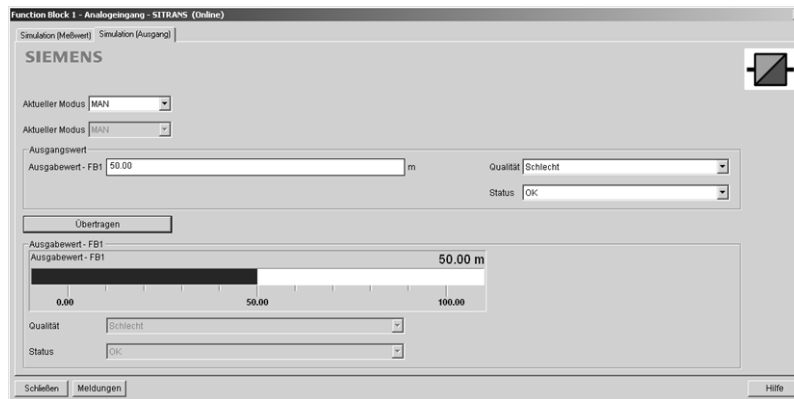 Function Block 1 - Analogeingang - SITRANS (Online)
Simulation (Meßwert) Simulation (Ausgang)
SIEMENS
Aktueller Modus MAN
Aktueller Modus MAN
Ausgangswert
Ausgabewert - FB1 50.00 m Qualität Schlecht
Status OK
Übertragen
Ausgabewert - FB1
Ausgabewert - FB1 50.00 m
0.00 50.00 100.00
Qualität Schlecht
Status OK
Schließen Meldungen Hilfe